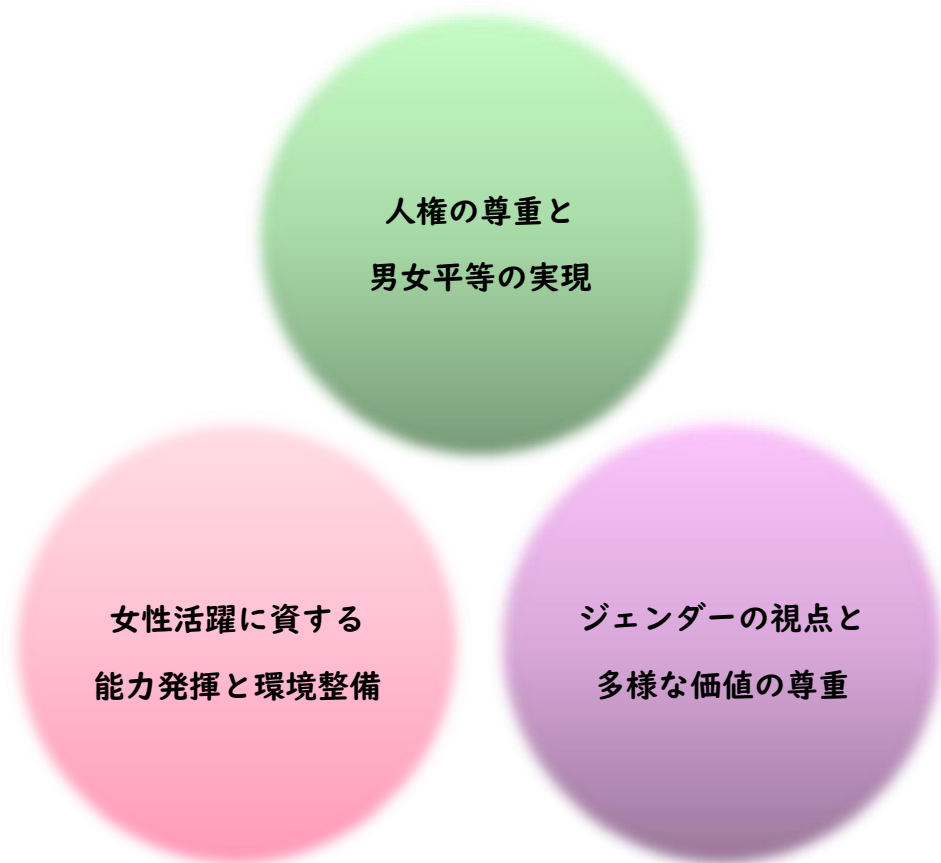 人権の尊重と
男女平等の実現
女性活躍に資する
能力発揮と環境整備
ジェンダーの視点と
多様な価値の尊重